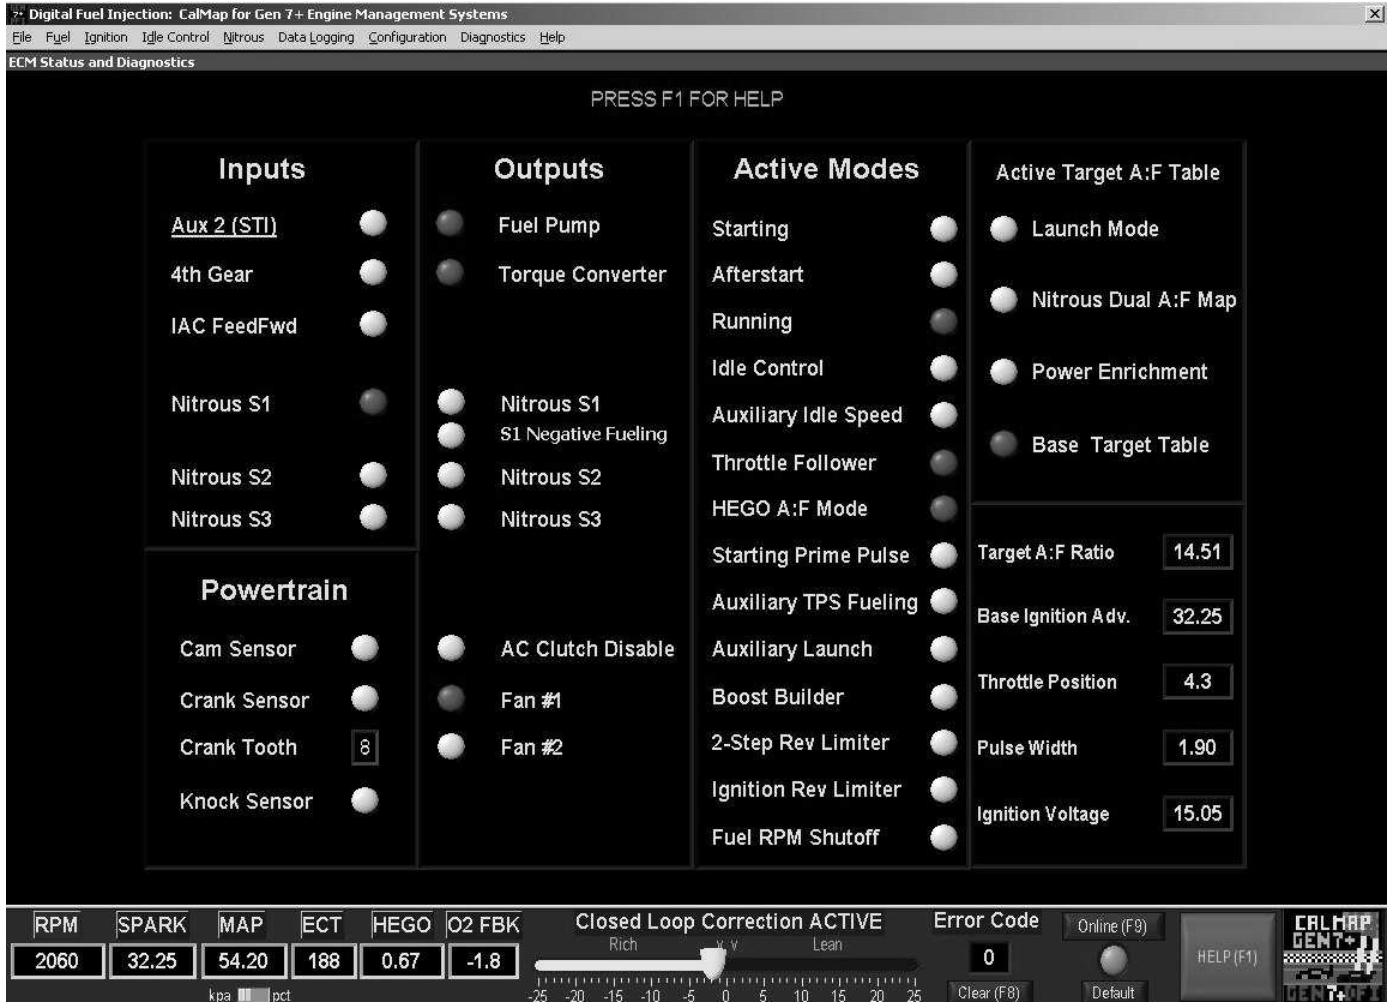 Digital Fuel Injection: CalMap for Gen 7+ Engine Management Systems
File Fuel Ignition Idle Control Nitrous Data Logging Configuration Diagnostics Help
ECM Status and Diagnostics
PRESS F1 FOR HELP
Inputs
Aux 2 (STI)
4th Gear
IAC FeedFwd
Nitrous S1
Nitrous S2
Nitrous S3
Powertrain
Cam Sensor
Crank Sensor
Crank Tooth 8
Knock Sensor
Outputs
Fuel Pump
Torque Converter
Nitrous S1
S1 Negative Fueling
Nitrous S2
Nitrous S3
AC Clutch Disable
Fan #1
Fan #2
Active Modes
Starting
Afterstart
Running
Idle Control
Auxiliary Idle Speed
Throttle Follower
HEGO A:F Mode
Starting Prime Pulse
Auxiliary TPS Fueling
Auxiliary Launch
Boost Builder
2-Step Rev Limiter
Ignition Rev Limiter
Fuel RPM Shutoff
Active Target A:F Table
Launch Mode
Nitrous Dual A:F Map
Power Enrichment
Base Target Table
Target A:F Ratio 14.51
Base Ignition Adv. 32.25
Throttle Position 4.3
Pulse Width 1.90
Ignition Voltage 15.05
RPM SPARK MAP ECT HEGO O2 FBK
2060 32.25 54.20 188 0.67 -1.8
kpa pct
Closed Loop Correction ACTIVE
Rich v v Lean
-25 -20 -15 -10 -5 0 5 10 15 20 25
Error Code
0
Clear (F8)
Online (F9)
Default
HELP (F1)
CALMAP
GEN7+